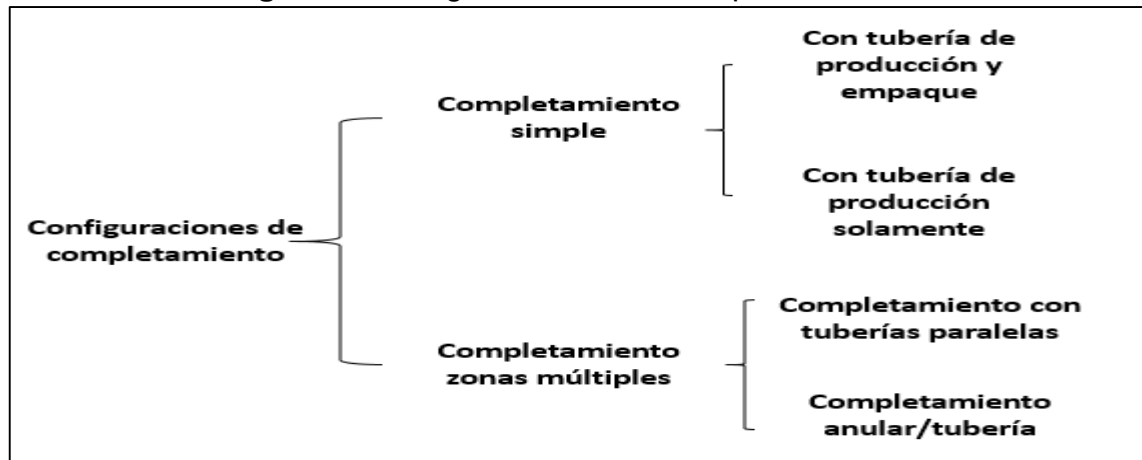 Con tubería de
producción y
empaque
Completamiento
simple
Con tubería de
producción
solamente
Configuraciones de
completamiento
Completamiento con
tuberías paralelas
Completamiento
zonas múltiples
Completamiento
anular/tubería